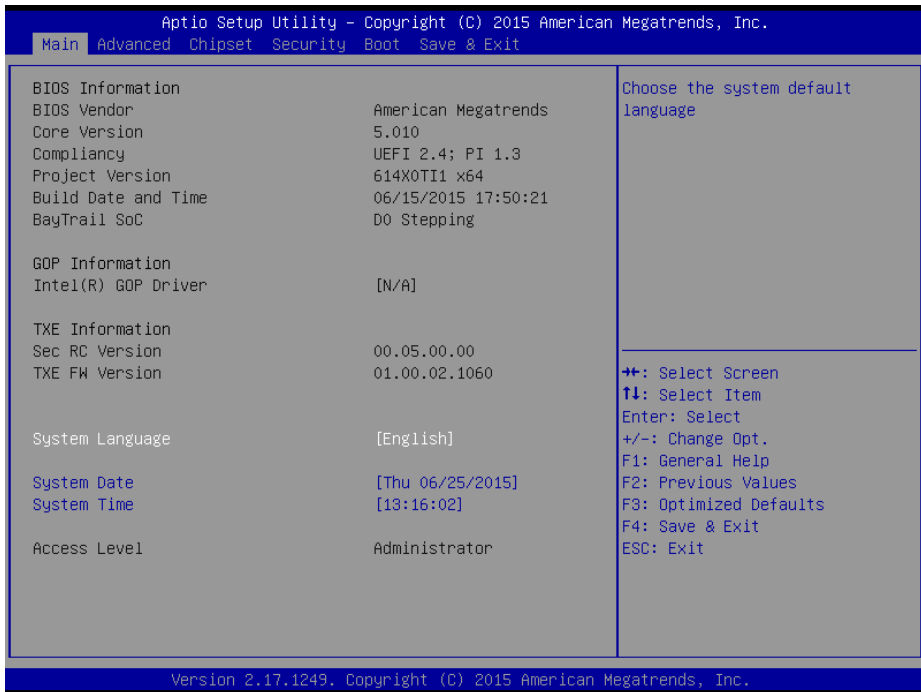 Aptio Setup Utility – Copyright (C) 2015 American Megatrends, Inc.
Main Advanced Chipset Security Boot Save & Exit
BIOS Information
BIOS Vendor American Megatrends
Core Version 5.010
Compliancy UEFI 2.4; PI 1.3
Project Version 614X0TI1 x64
Build Date and Time 06/15/2015 17:50:21
BayTrail SoC D0 Stepping
GOP Information
Intel(R) GOP Driver [N/A]
TXE Information
Sec RC Version 00.05.00.00
TXE FW Version 01.00.02.1060
System Language [English]
System Date [Thu 06/25/2015]
System Time [13:16:02]
Access Level Administrator
Choose the system default
language
→←: Select Screen
↑↓: Select Item
Enter: Select
+/-: Change Opt.
F1: General Help
F2: Previous Values
F3: Optimized Defaults
F4: Save & Exit
ESC: Exit
Version 2.17.1249. Copyright (C) 2015 American Megatrends, Inc.